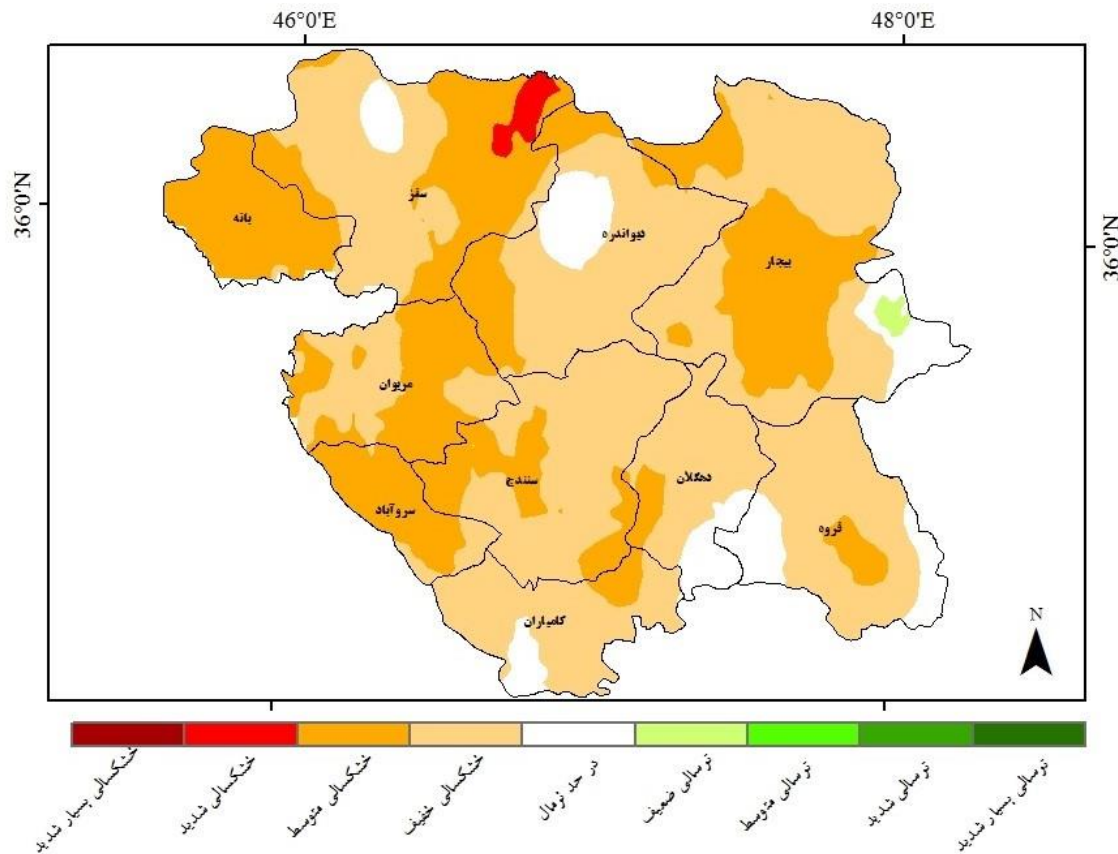 46°0'E
48°0'E
36°0'N
36°0'N
سقز
بانه
دیواندره
بیجار
مریوان
سنندج
دهگلان
سروآباد
قروه
کامیاران
N
خشکسالی بسیار شدید
خشکسالی شدید
خشکسالی متوسط
خشکسالی خفیف
در حد نرمال
ترسالی ضعیف
ترسالی متوسط
ترسالی شدید
ترسالی بسیار شدید